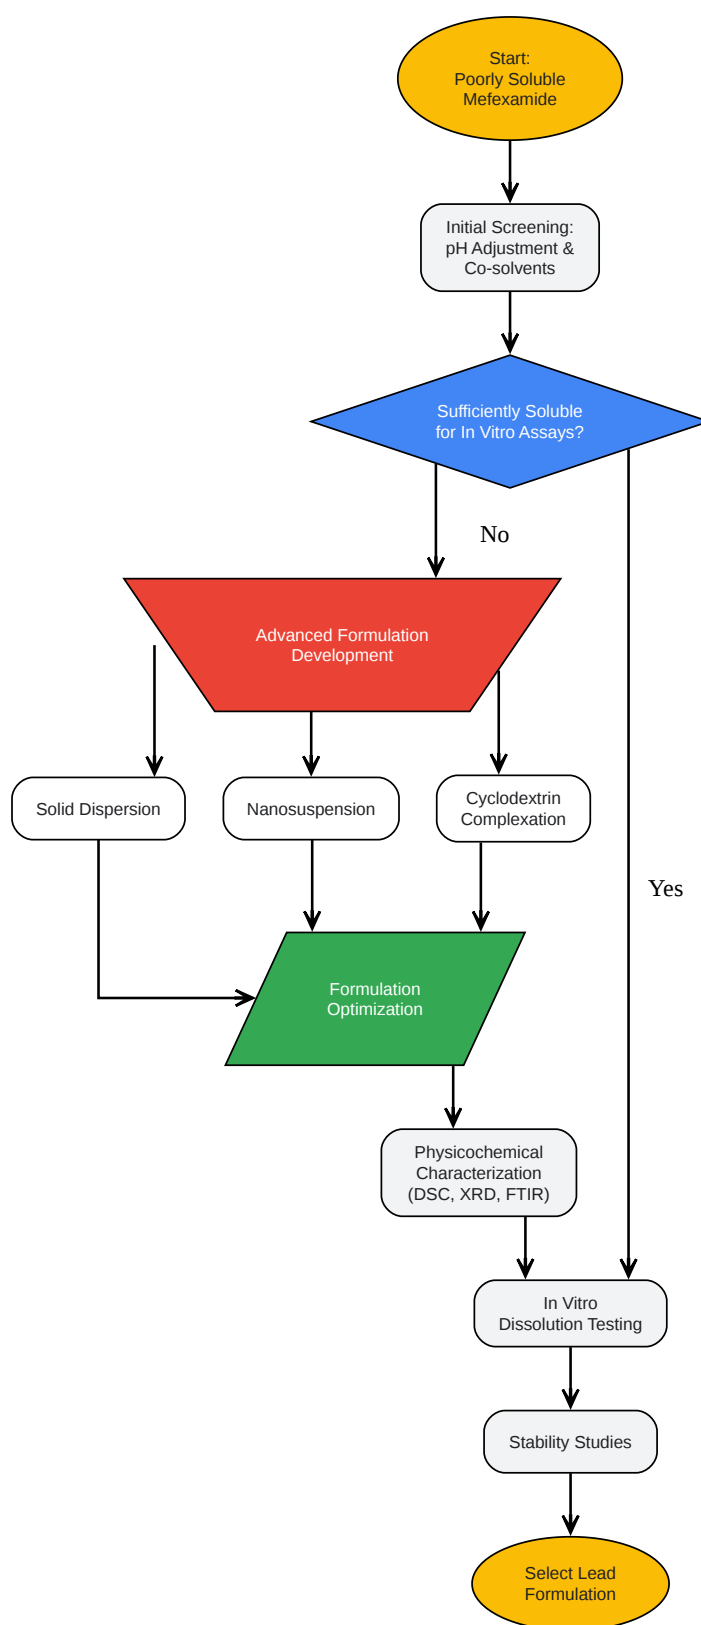 Start:
Poorly Soluble
Mefexamide
Initial Screening:
pH Adjustment &
Co-solvents
Sufficiently Soluble
for In Vitro Assays?
No
Advanced Formulation
Development
Solid Dispersion
Nanosuspension
Cyclodextrin
Complexation
Yes
Formulation
Optimization
Physicochemical
Characterization
(DSC, XRD, FTIR)
In Vitro
Dissolution Testing
Stability Studies
Select Lead
Formulation